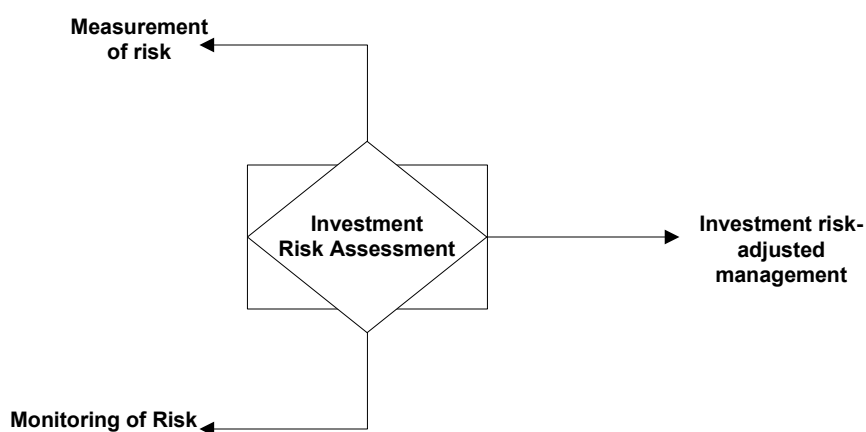 Measurement
of risk
Investment
Risk Assessment
Investment risk-
adjusted
management
Monitoring of Risk